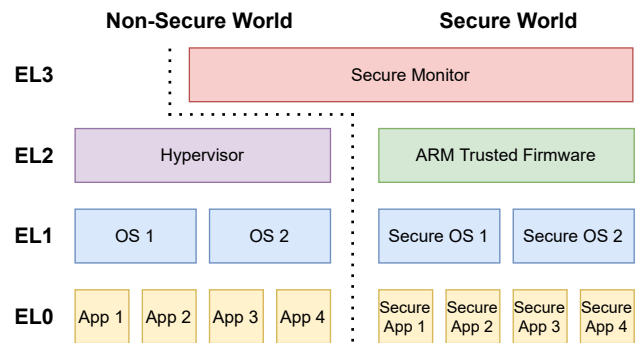 Non-Secure World
Secure World
EL3
Secure Monitor
EL2
Hypervisor
ARM Trusted Firmware
EL1
OS 1
OS 2
Secure OS 1
Secure OS 2
EL0
App 1
App 2
App 3
App 4
Secure
App 1
Secure
App 2
Secure
App 3
Secure
App 4